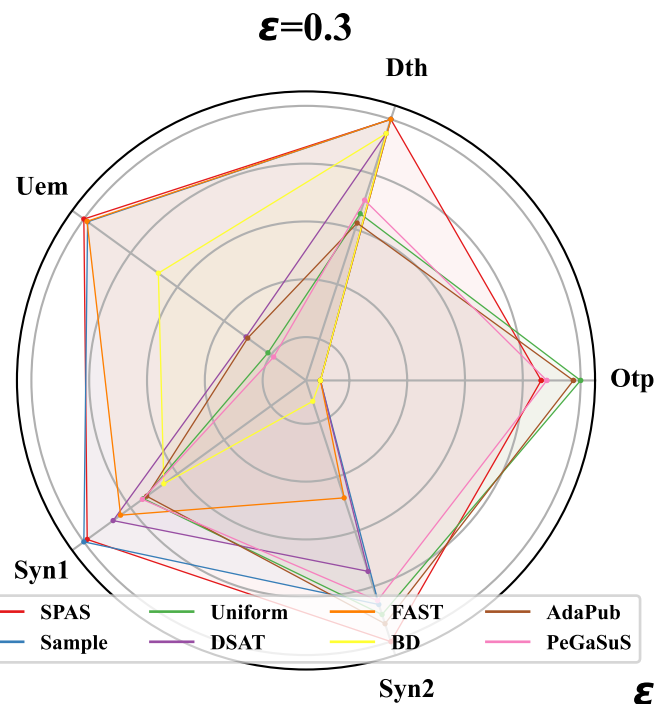 ε=0.3
Dth
Uem
Otp
Syn1
SPAS Uniform FAST AdaPub
Sample DSAT BD PeGaSuS
Syn2
ε